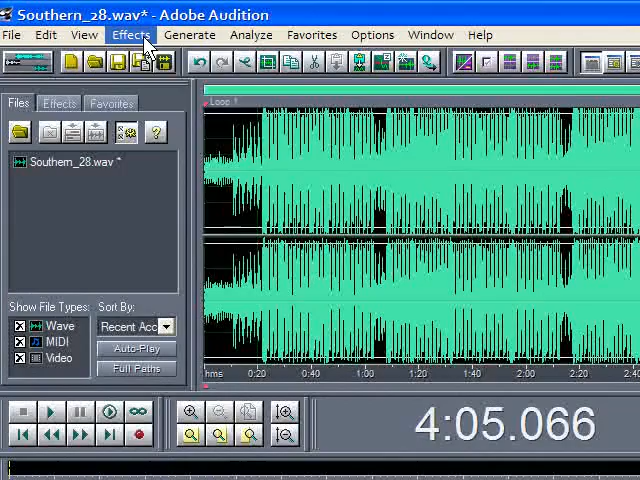 Southern_28.wav* - Adobe Audition
File Edit View Effects Generate Analyze Favorites Options Window Help
Files Effects Favorites
Loop 1
Southern_28.wav *
Show File Types: Sort By:
Wave Recent Acc
MIDI Auto-Play
Video Full Paths
hms 0:20 0:40 1:00 1:20 1:40 2:00 2:20 2:40
4:05.066